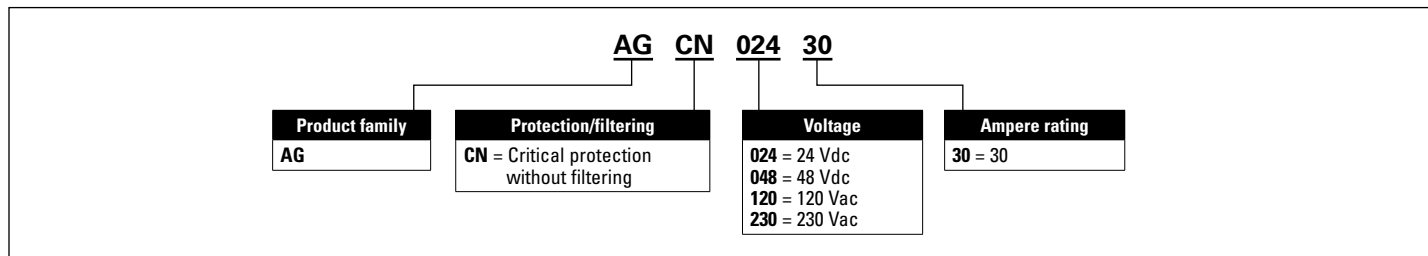 AG CN 024 30
Product family
AG
Protection/filtering
CN = Critical protection
without filtering
Voltage
024 = 24 Vdc
048 = 48 Vdc
120 = 120 Vac
230 = 230 Vac
Ampere rating
30 = 30